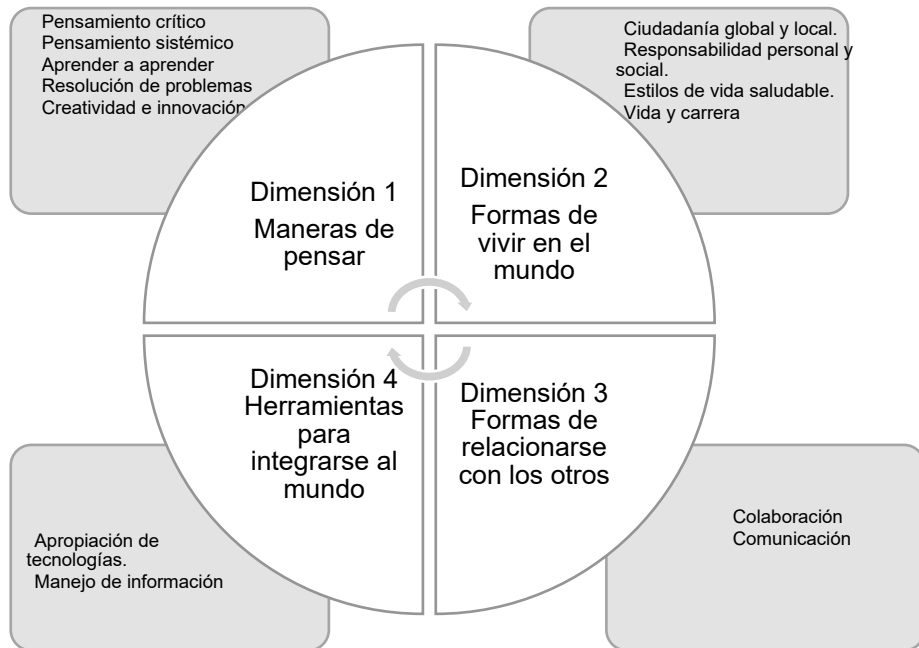 Pensamiento crítico
Pensamiento sistémico
Aprender a aprender
Resolución de problemas
Creatividad e innovación
Ciudadanía global y local.
Responsabilidad personal y
social.
Estilos de vida saludable.
Vida y carrera
Dimensión 1
Maneras de
pensar
Dimensión 2
Formas de
vivir en el
mundo
Dimensión 4
Herramientas
para
integrarse al
mundo
Dimensión 3
Formas de
relacionarse
con los otros
Apropiación de
tecnologías.
Manejo de información
Colaboración
Comunicación